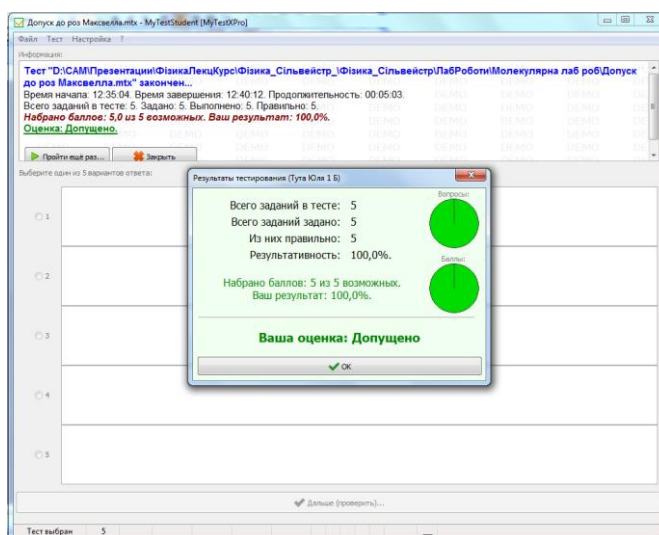 Допуск до роз Максвелла.mtx - MyTestStudent [MyTestXPro]
Файл Тест Настройка ?
Информация:
Тест "D:\САМ\Презентации\ФізикаЛекцКурс\Фізика_Сільвейстр_\Фізика_Сільвейстр\ЛабРоботи\Молекулярна лаб роб\Допуск
до роз Максвелла.mtx" закончен...
Время начала: 12:35:04. Время завершения: 12:40:12. Продолжительность: 00:05:03.
Всего заданий в тесте: 5. Задано: 5. Выполнено: 5. Правильно: 5.
Набрано баллов: 5,0 из 5 возможных. Ваш результат: 100,0%.
Оценка: Допущено.
Пройти ещё раз... Закрыть
Выберите один из 5 вариантов ответа:
1
2
3
4
5
Результаты тестирования (Тута Юля 1 Б)
Всего заданий в тесте: 5
Всего заданий задано: 5
Из них правильно: 5
Результативность: 100,0%.
Набрано баллов: 5 из 5 возможных.
Ваш результат: 100,0%.
Вопросы:
Баллы:
Ваша оценка: Допущено
OK
Дальше (проверить)...
Тест выбран 5